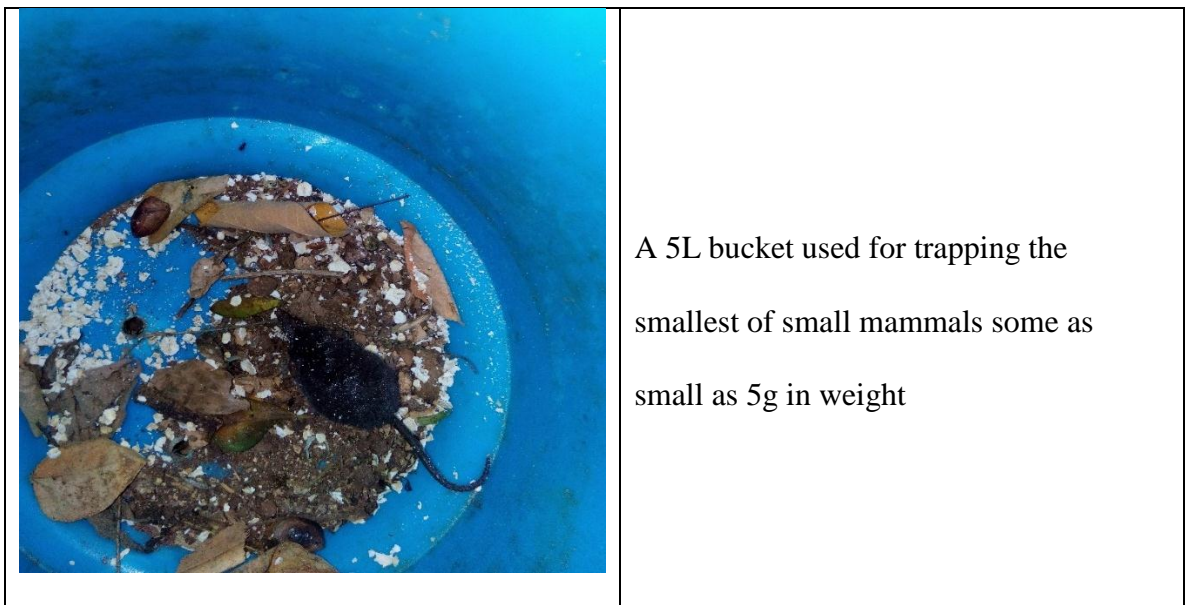 A 5L bucket used for trapping the
smallest of small mammals some as
small as 5g in weight